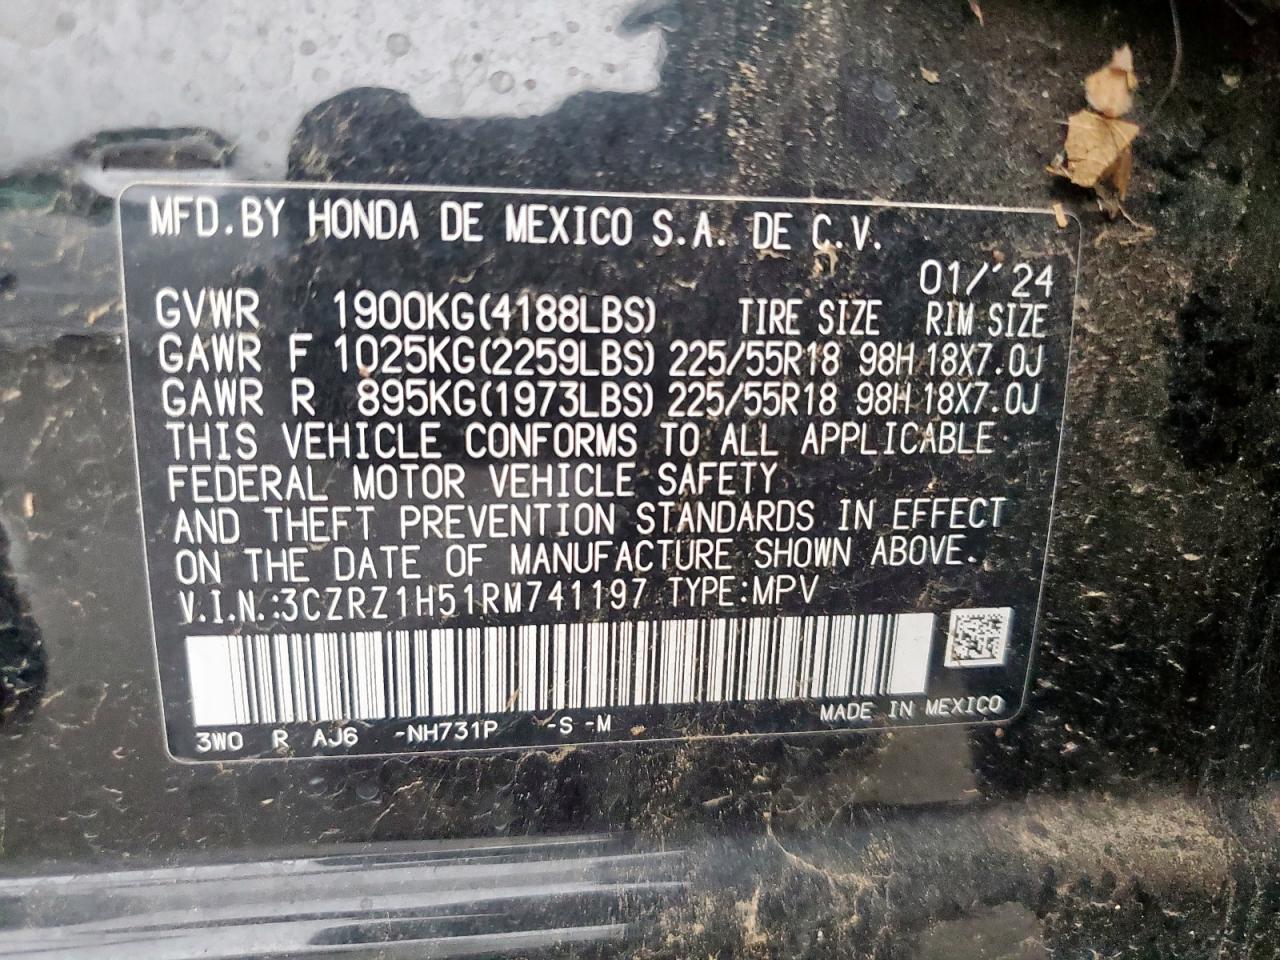 MFD.BY HONDA DE MEXICO S.A. DE C.V.
01/'24
GVWR 1900KG(4188LBS) TIRE SIZE RIM SIZE
GAWR F 1025KG(2259LBS) 225/55R18 98H 18X7.0J
GAWR R 895KG(1973LBS) 225/55R18 98H 18X7.0J
THIS VEHICLE CONFORMS TO ALL APPLICABLE
FEDERAL MOTOR VEHICLE SAFETY
AND THEFT PREVENTION STANDARDS IN EFFECT
ON THE DATE OF MANUFACTURE SHOWN ABOVE.
V.I.N.:3CZRZ1H51RM741197 TYPE:MPV
MADE IN MEXICO
3W0 R AJ6 -NH731P -S -M